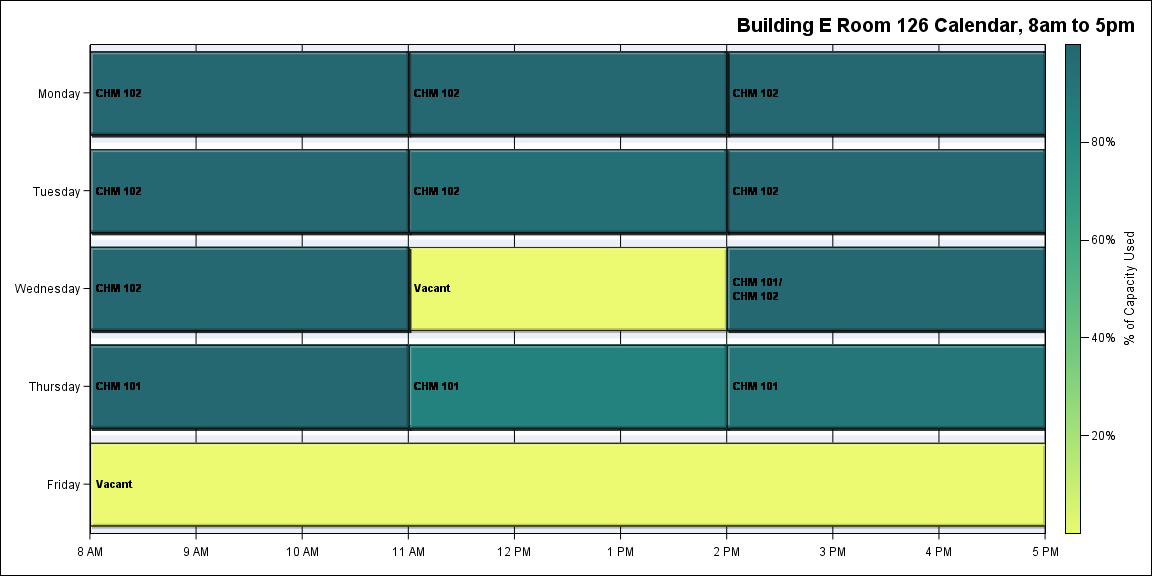 Building E Room 126 Calendar, 8am to 5pm
Monday
CHM 102
CHM 102
CHM 102
Tuesday
CHM 102
CHM 102
CHM 102
Wednesday
CHM 102
Vacant
CHM 101/
CHM 102
Thursday
CHM 101
CHM 101
CHM 101
Friday
Vacant
8 AM
9 AM
10 AM
11 AM
12 PM
1 PM
2 PM
3 PM
4 PM
5 PM
80%
60%
40%
20%
% of Capacity Used